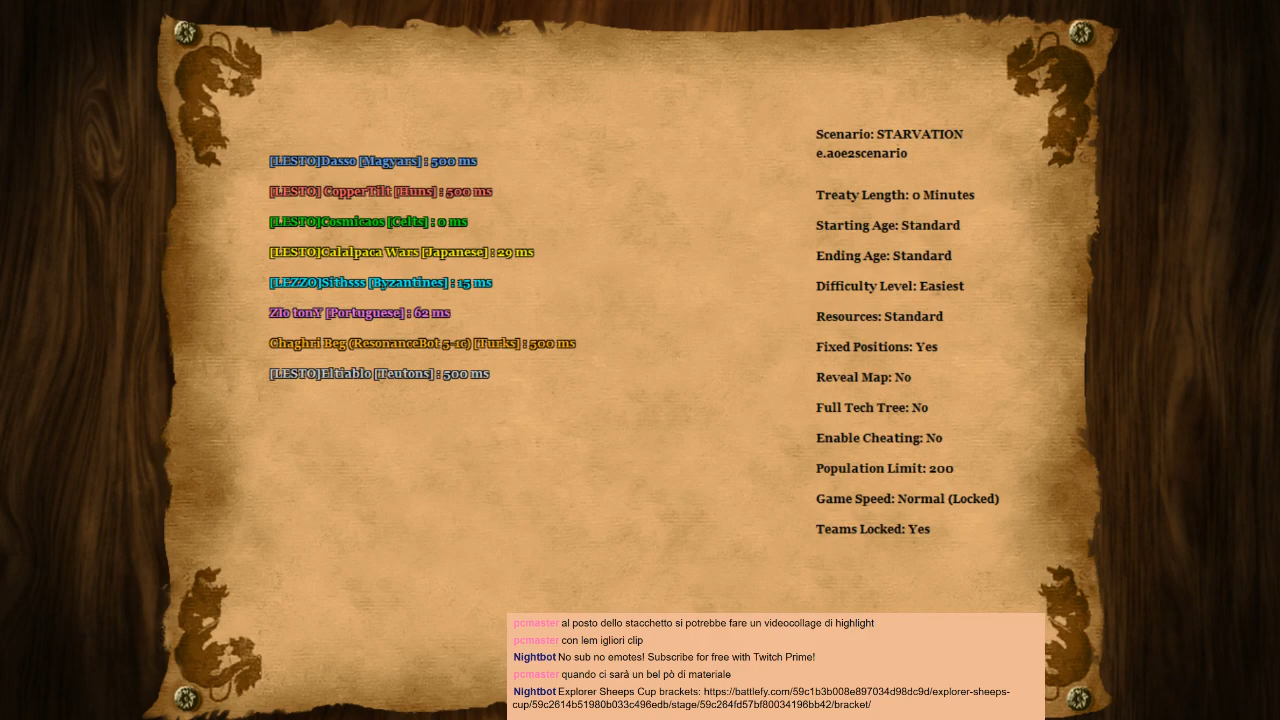 [LESTO]Dasso [Magyars] : 500 ms
[LESTO] CopperTilt [Huns] : 500 ms
[LESTO]Cosmicaos [Celts] : 0 ms
[LESTO]Calalpaca Wars [Japanese] : 29 ms
[LEZZO]Sithsss [Byzantines] : 15 ms
Zio tonY [Portuguese] : 62 ms
Chaghri Beg (ResonanceBot 5-1c) [Turks] : 500 ms
[LESTO]Eltiablo [Teutons] : 500 ms
Scenario: STARVATION
e.aoe2scenario
Treaty Length: 0 Minutes
Starting Age: Standard
Ending Age: Standard
Difficulty Level: Easiest
Resources: Standard
Fixed Positions: Yes
Reveal Map: No
Full Tech Tree: No
Enable Cheating: No
Population Limit: 200
Game Speed: Normal (Locked)
Teams Locked: Yes
pcmaster al posto dello stacchetto si potrebbe fare un videocollage di highlight
pcmaster con lem igliori clip
Nightbot No sub no emotes! Subscribe for free with Twitch Prime!
pcmaster quando ci sarà un bel pò di materiale
Nightbot Explorer Sheeps Cup brackets: https://battlefy.com/59c1b3b008e897034d98dc9d/explorer-sheeps-
cup/59c2614b51980b033c496edb/stage/59c264fd57bf80034196bb42/bracket/